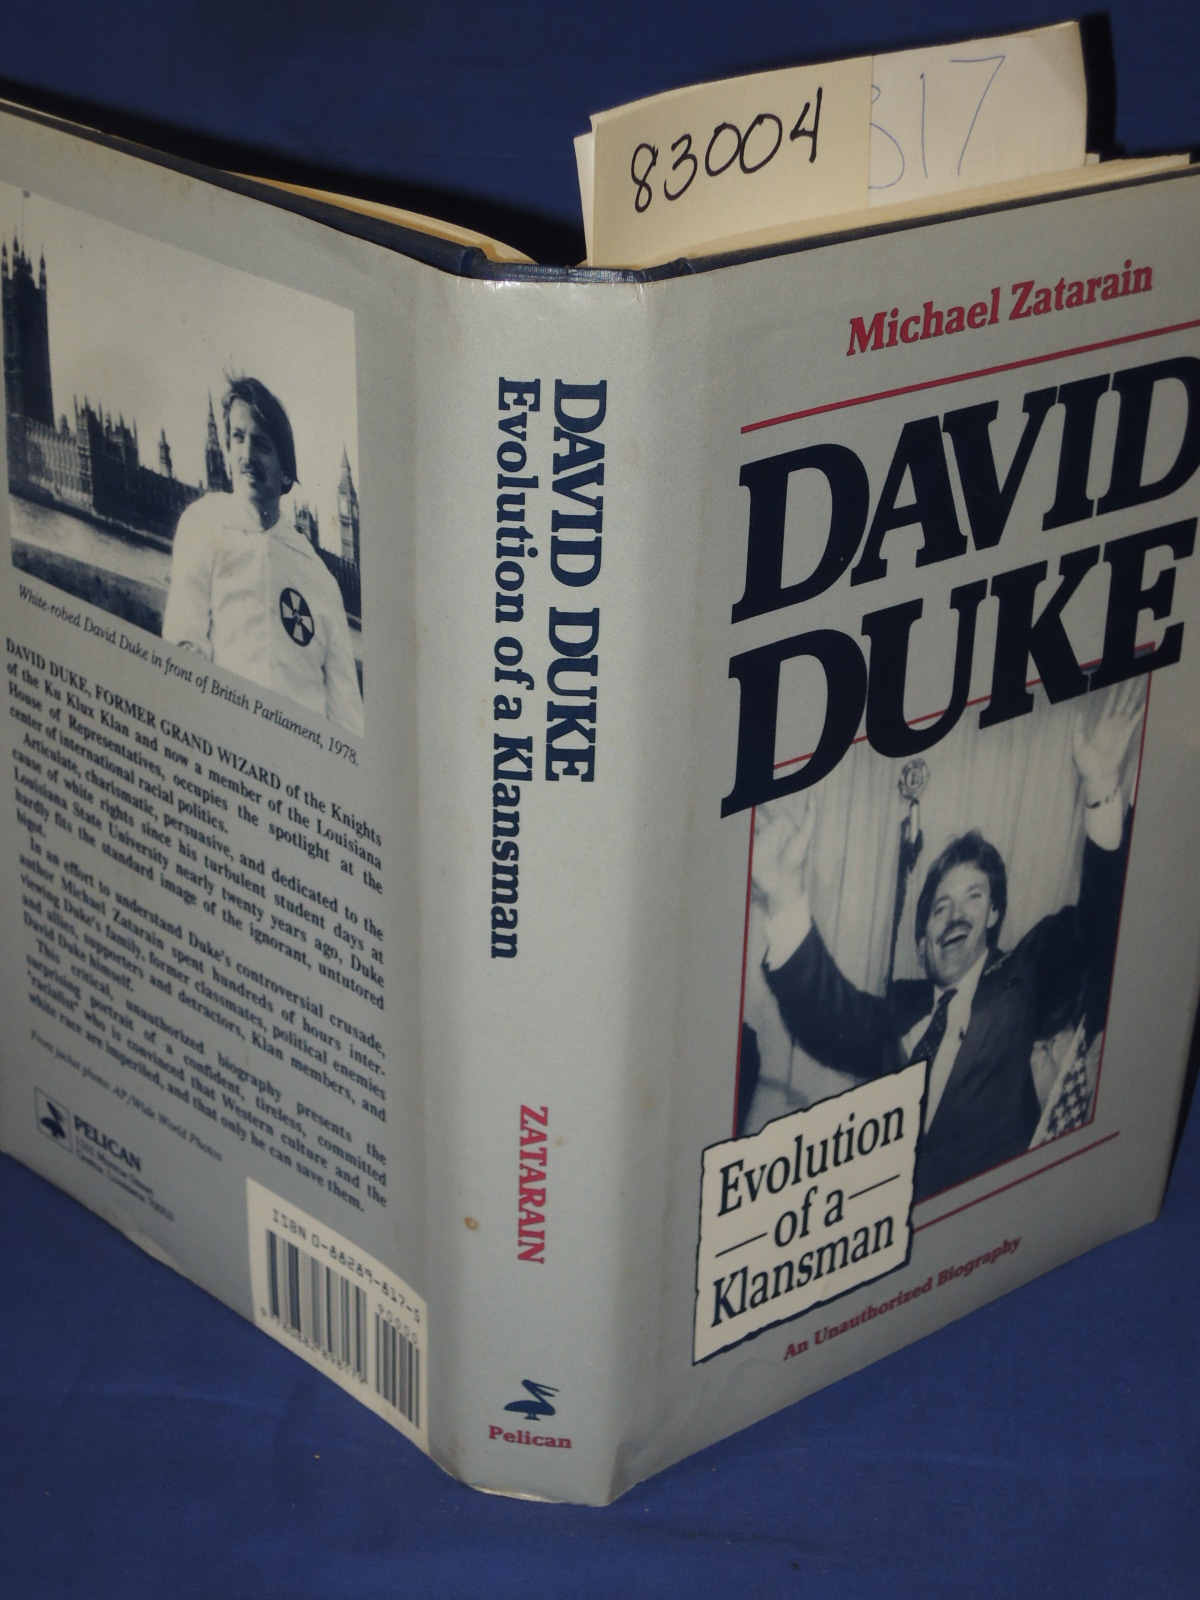 83004
817
White-robed David Duke in front of British Parliament, 1978.
DAVID DUKE, FORMER GRAND WIZARD of the Knights
of the Ku Klux Klan and now a member of the Louisiana
House of Representatives, occupies the spotlight at the
center of international racial politics.
Articulate, charismatic, persuasive, and dedicated to the
cause of white rights since his turbulent student days at
Louisiana State University nearly twenty years ago, Duke
hardly fits the standard image of the ignorant, untutored
bigot.
In an effort to understand Duke's controversial crusade,
author Michael Zatarain spent hundreds of hours inter-
viewing Duke's family, former classmates, political enemies
and allies, supporters and detractors, Klan members, and
David Duke himself.
This critical, unauthorized biography presents the
surprising portrait of a confident, tireless, committed
"racialist" who is convinced that Western culture and the
white race are imperiled, and that only he can save them.
Front jacket photo: AP/Wide World Photos
PELICAN
1101 Monroe Street
Gretna, Louisiana 70053
ISBN 0-88289-817-5
90000
DAVID DUKE
Evolution of a Klansman
ZATARAIN
Pelican
Michael Zatarain
DAVID
DUKE
Evolution
of a
Klansman
An Unauthorized Biography